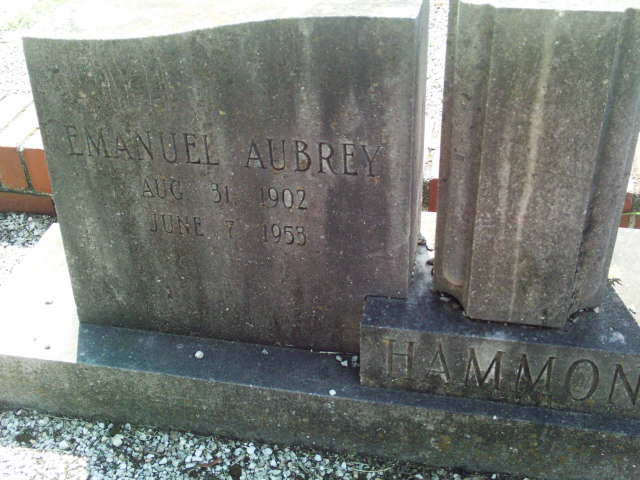 EMANUEL AUBREY
AUG 31, 1902
JUNE 7, 1953
HAMMON